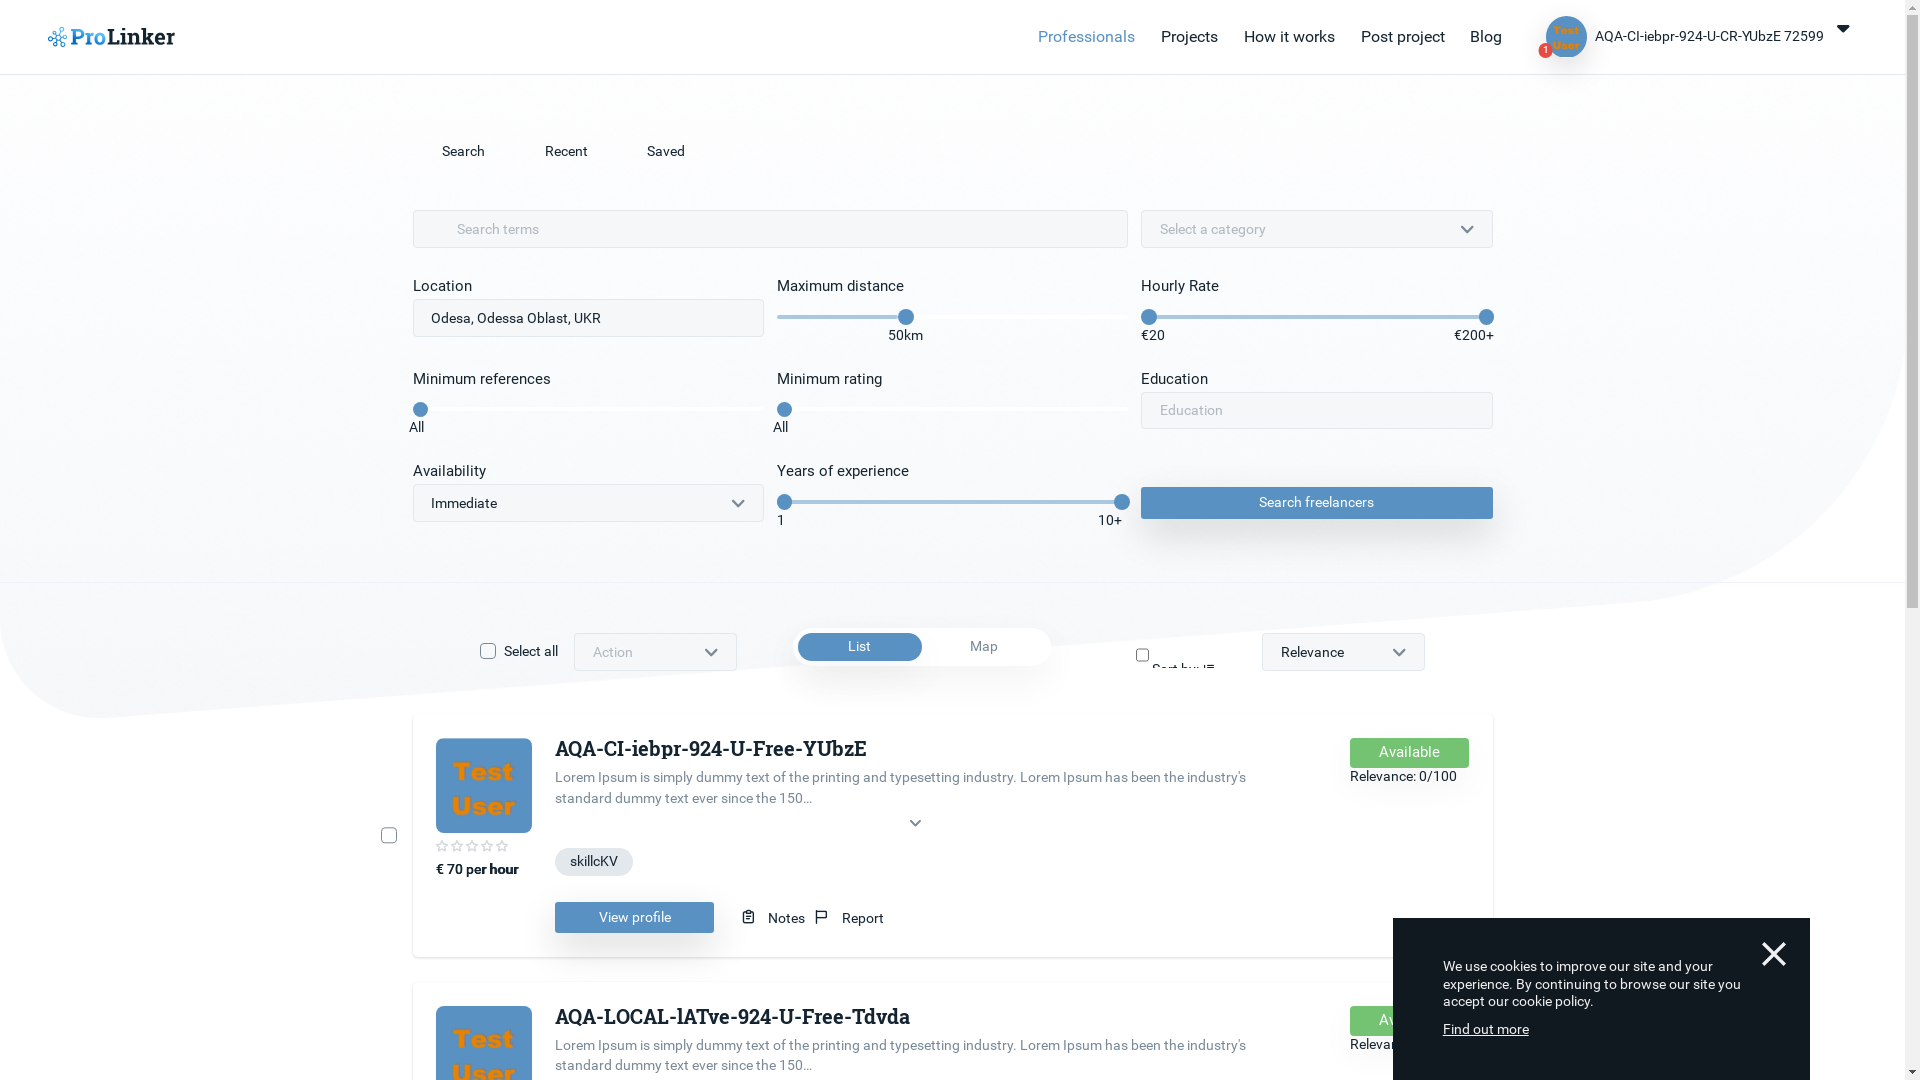 ProLinker
Professionals
Projects
How it works
Post project
Blog
Test
User
1
AQA-CI-iebpr-924-U-CR-YUbzE 72599
Search
Recent
Saved
Search terms
Select a category
Location
Maximum distance
Hourly Rate
Odesa, Odessa Oblast, UKR
50km
€20
€200+
Minimum references
Minimum rating
Education
All
All
Education
Availability
Years of experience
Immediate
1
10+
Search freelancers
Select all
Action
List
Map
Sort by:
Relevance
Test
User
AQA-CI-iebpr-924-U-Free-YUbzE
Lorem Ipsum is simply dummy text of the printing and typesetting industry. Lorem Ipsum has been the industry's
standard dummy text ever since the 150...
Available
Relevance: 0/100
€ 70 per hour
skillcKV
View profile
Notes
Report
Test
User
AQA-LOCAL-lATve-924-U-Free-Tdvda
Lorem Ipsum is simply dummy text of the printing and typesetting industry. Lorem Ipsum has been the industry's
standard dummy text ever since the 150...
We use cookies to improve our site and your
experience. By continuing to browse our site you
accept our cookie policy.
Find out more